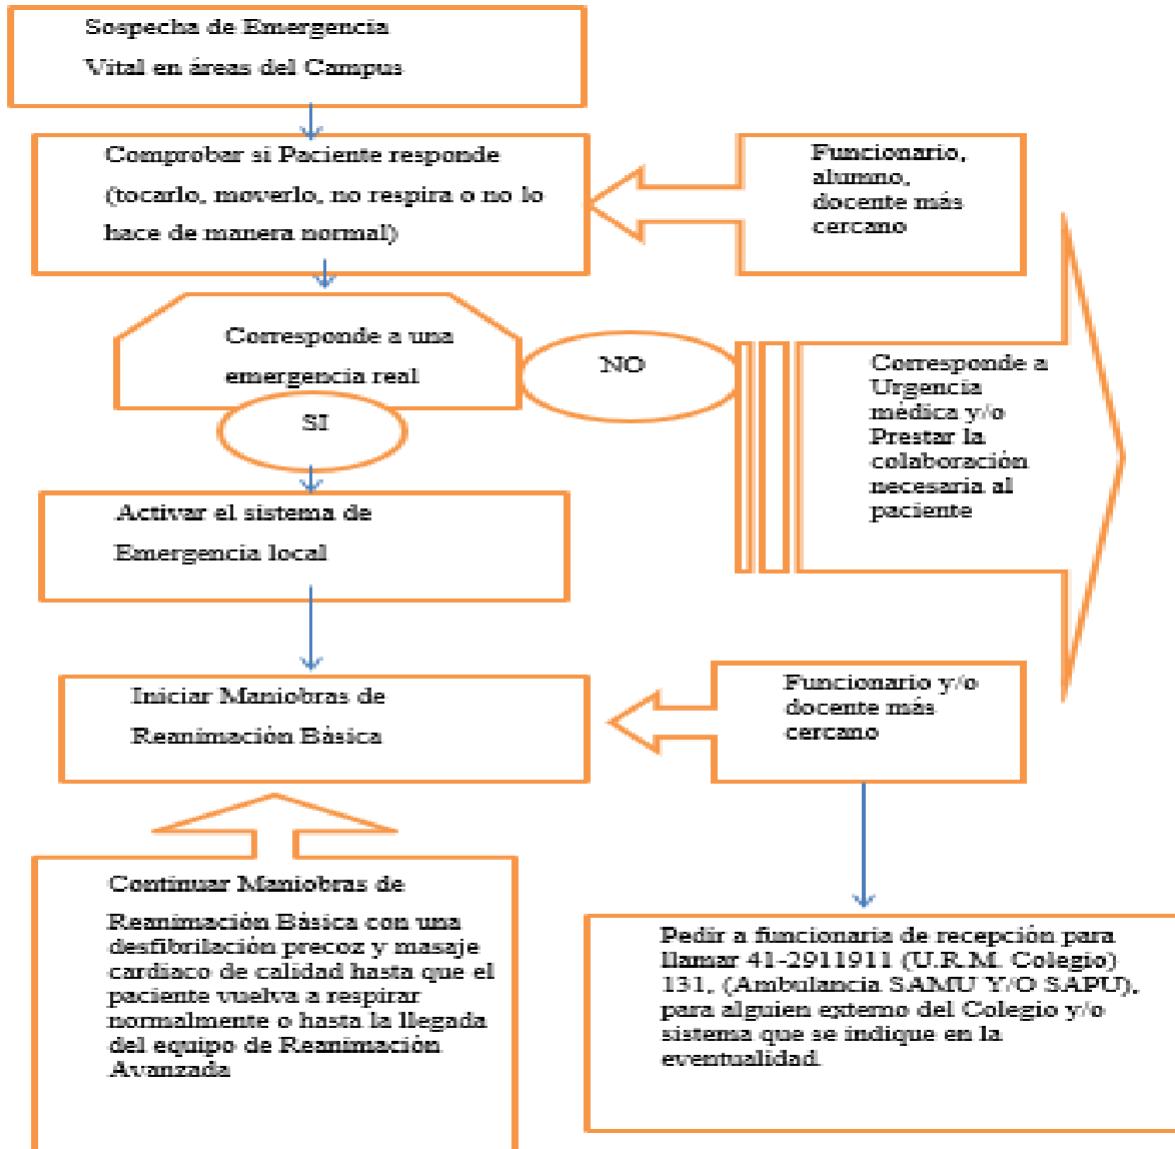 Sospecha de Emergencia
Vital en áreas del Campus
Comprobar si Paciente responde
(tocarlo, moverlo, no respira o no lo
hace de manera normal)
Funcionario,
alumno,
docente más
cercano
Corresponde a una
emergencia real
NO
SI
Corresponde a
Urgencia
médica y/o
Prestar la
colaboración
necesaria al
paciente
Activar el sistema de
Emergencia local
Iniciar Maniobras de
Reanimación Básica
Funcionario y/o
docente más
cercano
Continuar Maniobras de
Reanimación Básica con una
desfibrilación precoz y masaje
cardiaco de calidad hasta que el
paciente vuelva a respirar
normalmente o hasta la llegada
del equipo de Reanimación
Avanzada
Pedir a funcionaria de recepción para
llamar 41-2911911 (U.R.M. Colegio)
131, (Ambulancia SAMU Y/O SAPU),
para alguien externo del Colegio y/o
sistema que se indique en la
eventualidad.